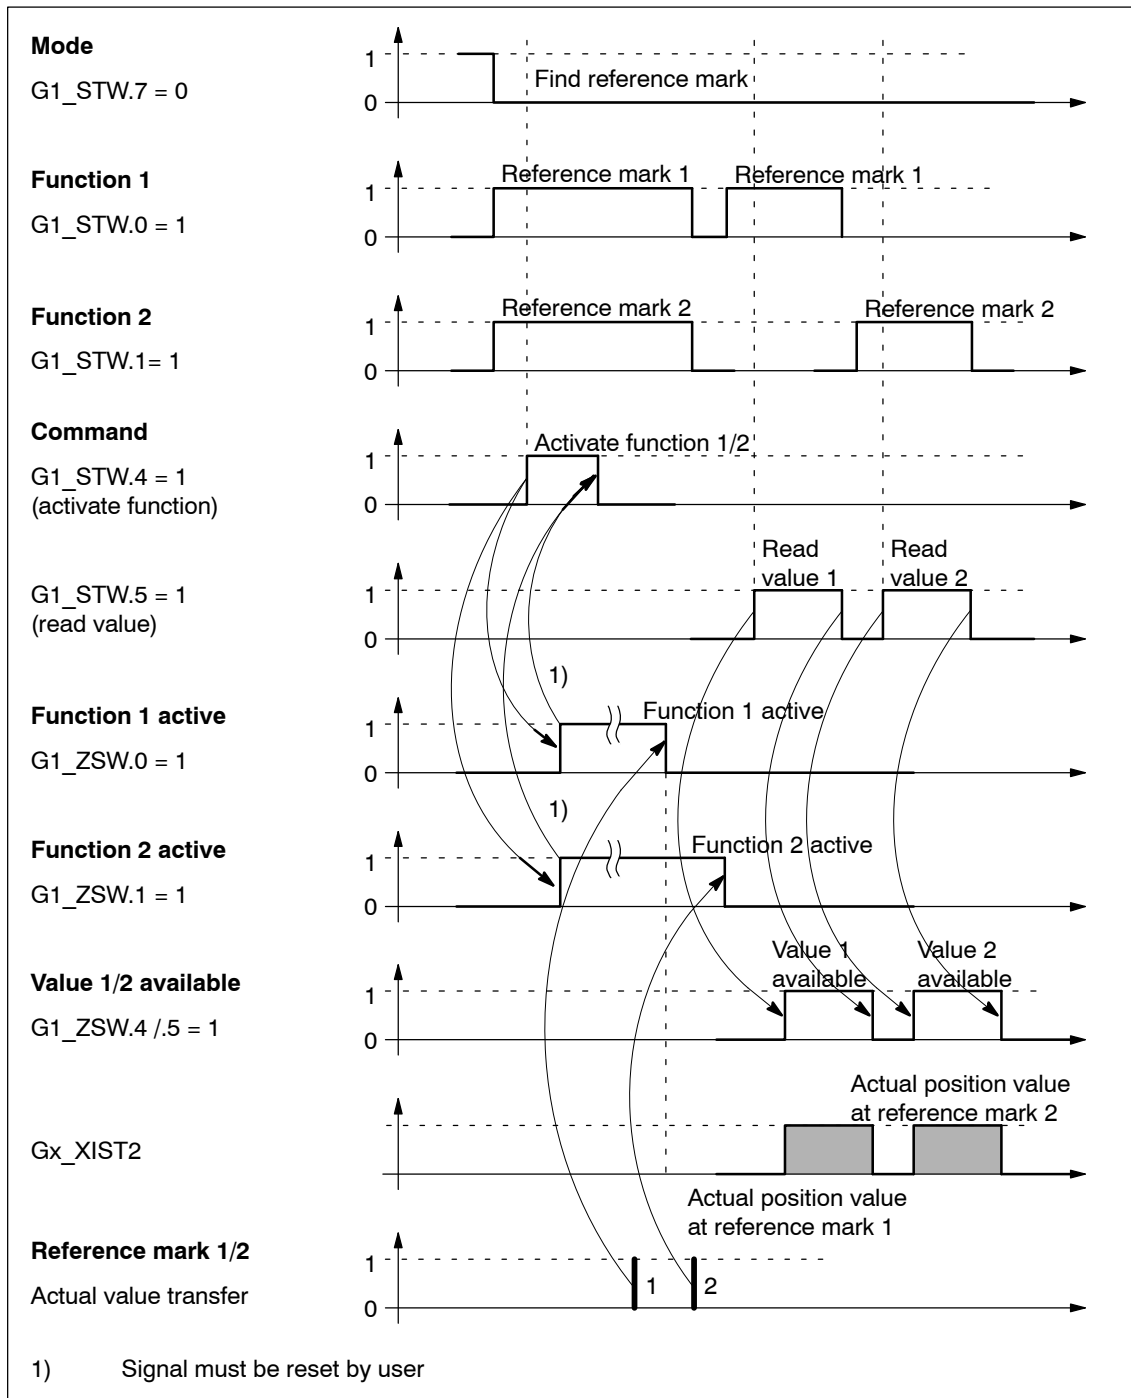 Mode
G1_STW.7 = 0
1
0
Find reference mark
Function 1
G1_STW.0 = 1
1
0
Reference mark 1
Reference mark 1
Function 2
G1_STW.1= 1
1
0
Reference mark 2
Reference mark 2
Command
G1_STW.4 = 1
(activate function)
1
0
Activate function 1/2
G1_STW.5 = 1
(read value)
1
0
Read
value 1
Read
value 2
1)
Function 1 active
G1_ZSW.0 = 1
1
0
Function 1 active
1)
Function 2 active
G1_ZSW.1 = 1
1
0
Function 2 active
Value 1/2 available
G1_ZSW.4 /.5 = 1
1
0
Value 1
available
Value 2
available
Gx_XIST2
Actual position value
at reference mark 2
Actual position value
at reference mark 1
Reference mark 1/2
Actual value transfer
1
0
1
2
1) Signal must be reset by user